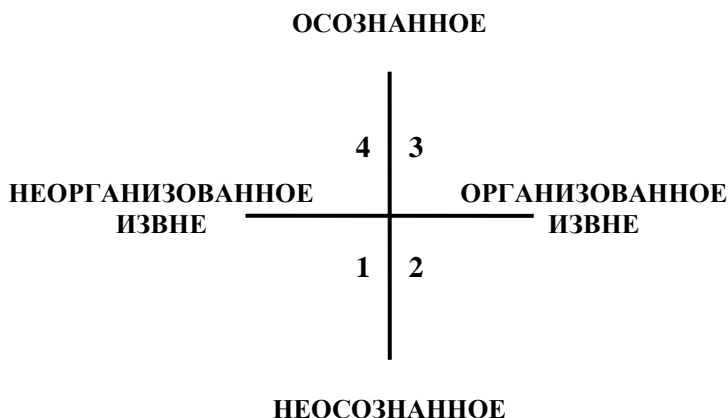 ОСОЗНАННОЕ
4 3
НЕОРГАНИЗОВАННОЕ
ИЗВНЕ
ОРГАНИЗОВАННОЕ
ИЗВНЕ
1 2
НЕОСОЗНАННОЕ